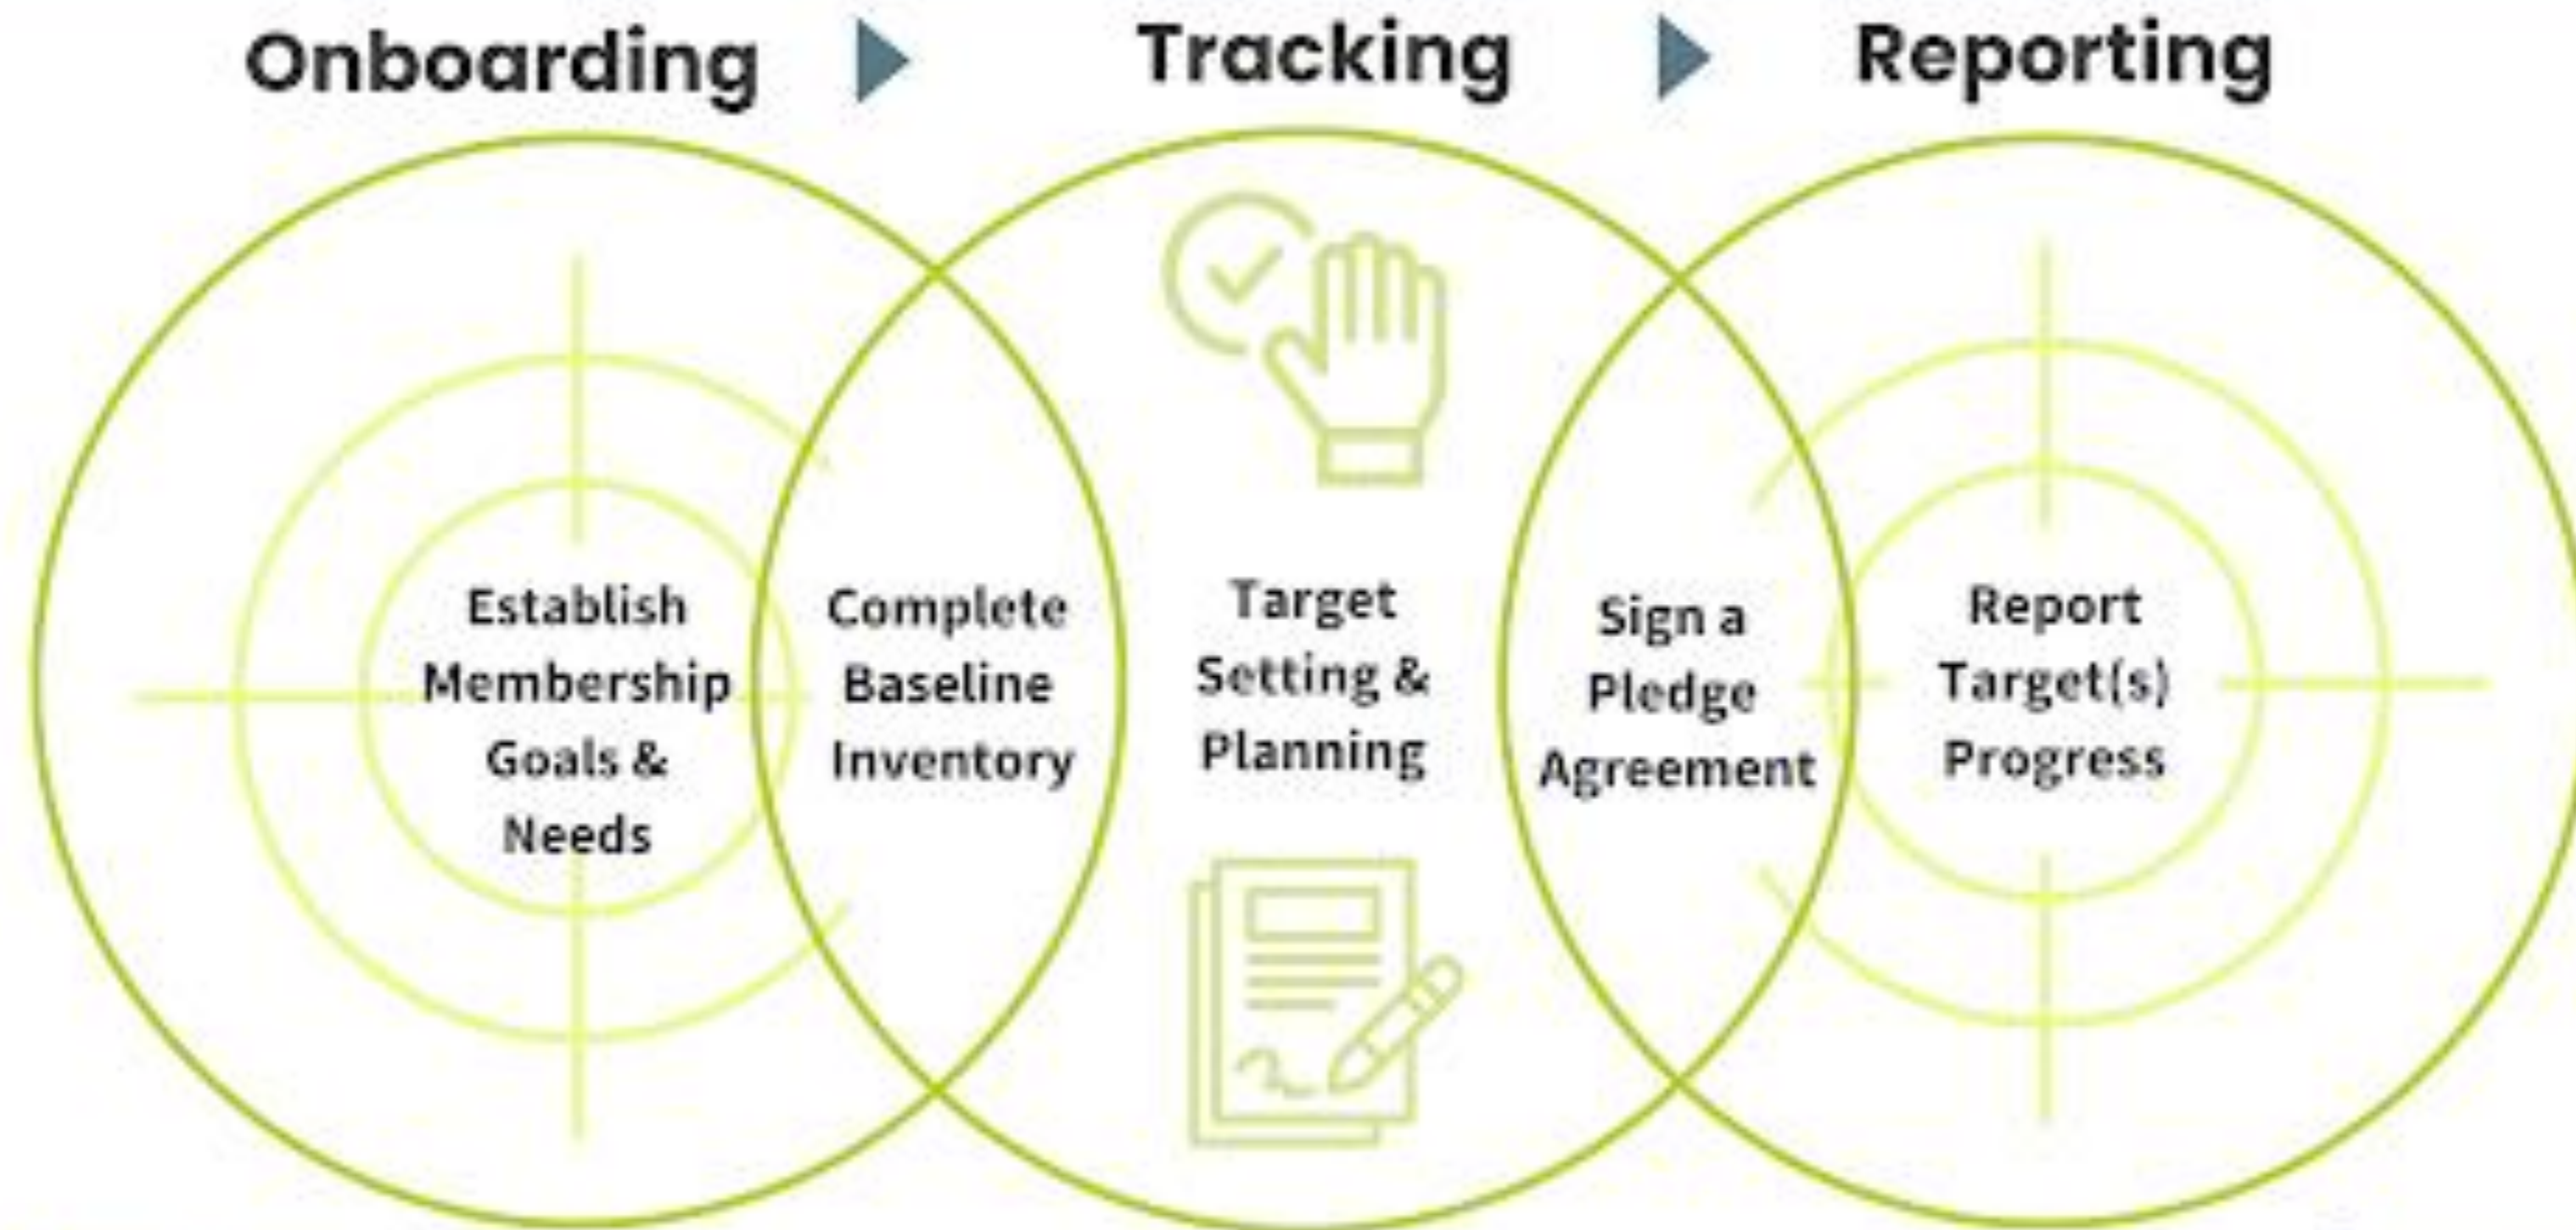 Onboarding
Tracking
Reporting
Establish
Membership
Goals &
Needs
Complete
Baseline
Inventory
Target
Setting &
Planning
Sign a
Pledge
Agreement
Report
Target(s)
Progress